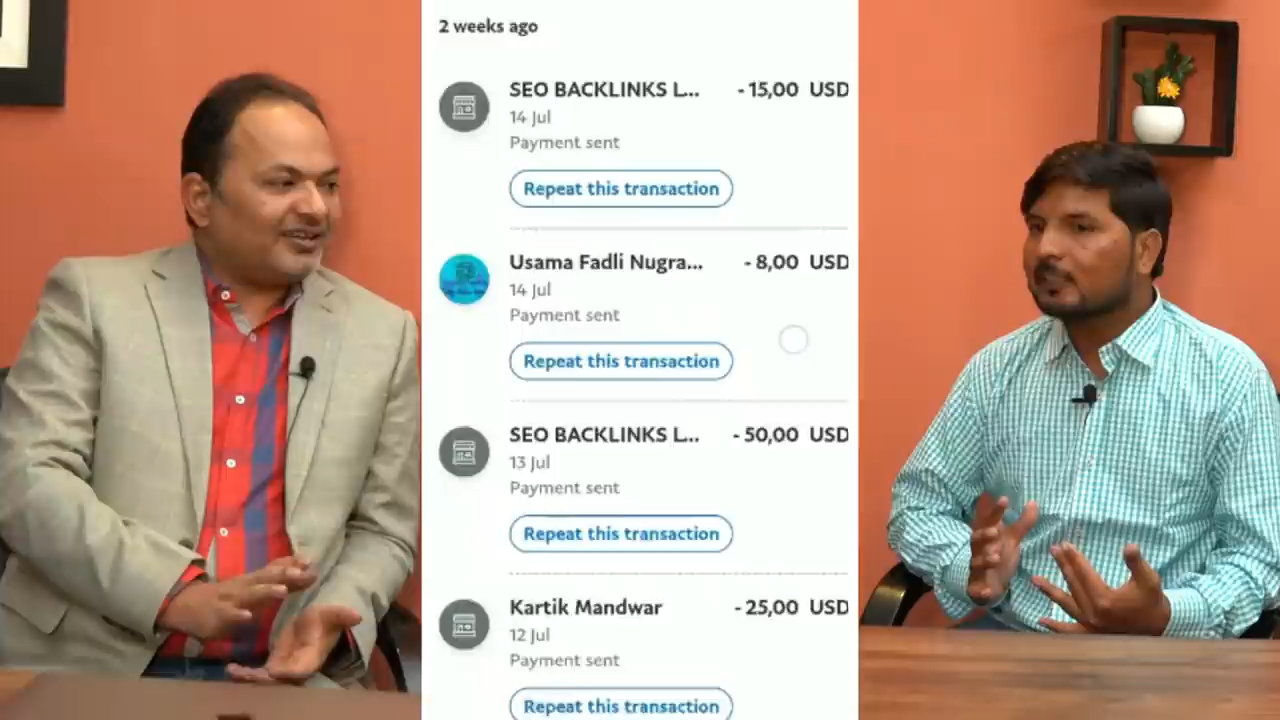 2 weeks ago
SEO BACKLINKS L... - 15,00 USD
14 Jul
Payment sent
Repeat this transaction
Usama Fadli Nugra... - 8,00 USD
14 Jul
Payment sent
Repeat this transaction
SEO BACKLINKS L... - 50,00 USD
13 Jul
Payment sent
Repeat this transaction
Kartik Mandwar - 25,00 USD
12 Jul
Payment sent
Repeat this transaction